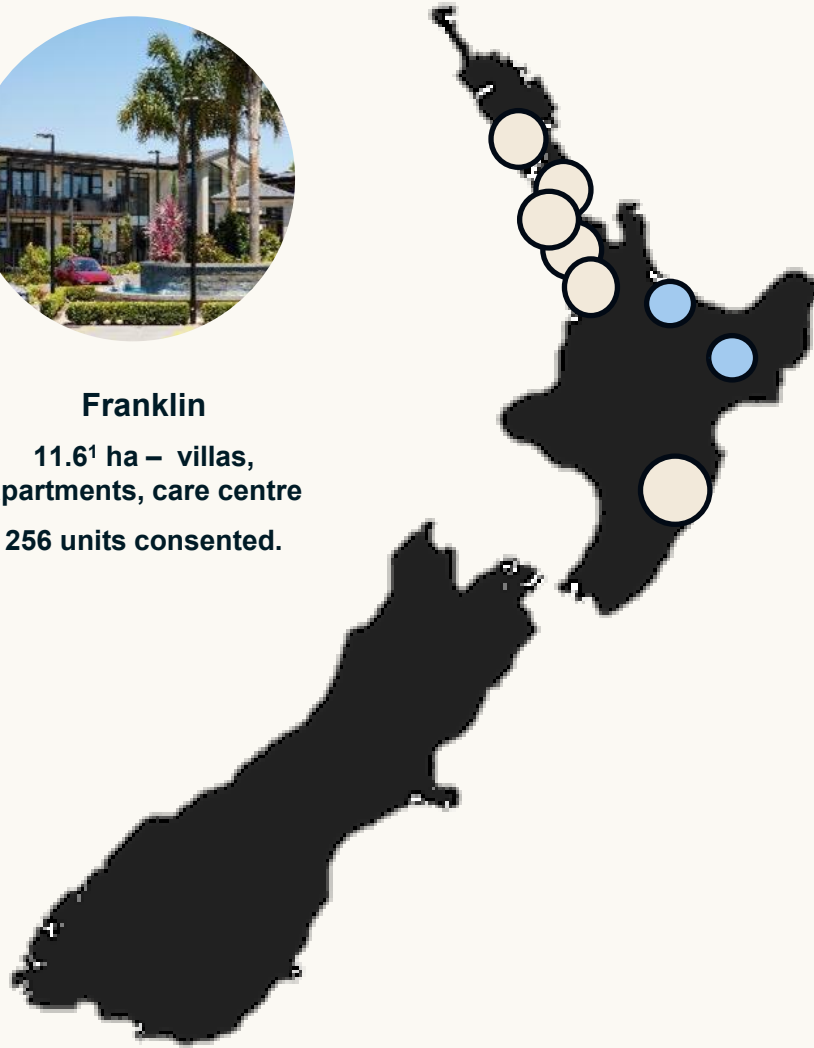 Franklin
11.6¹ ha – villas,
partments, care centre
256 units consented.